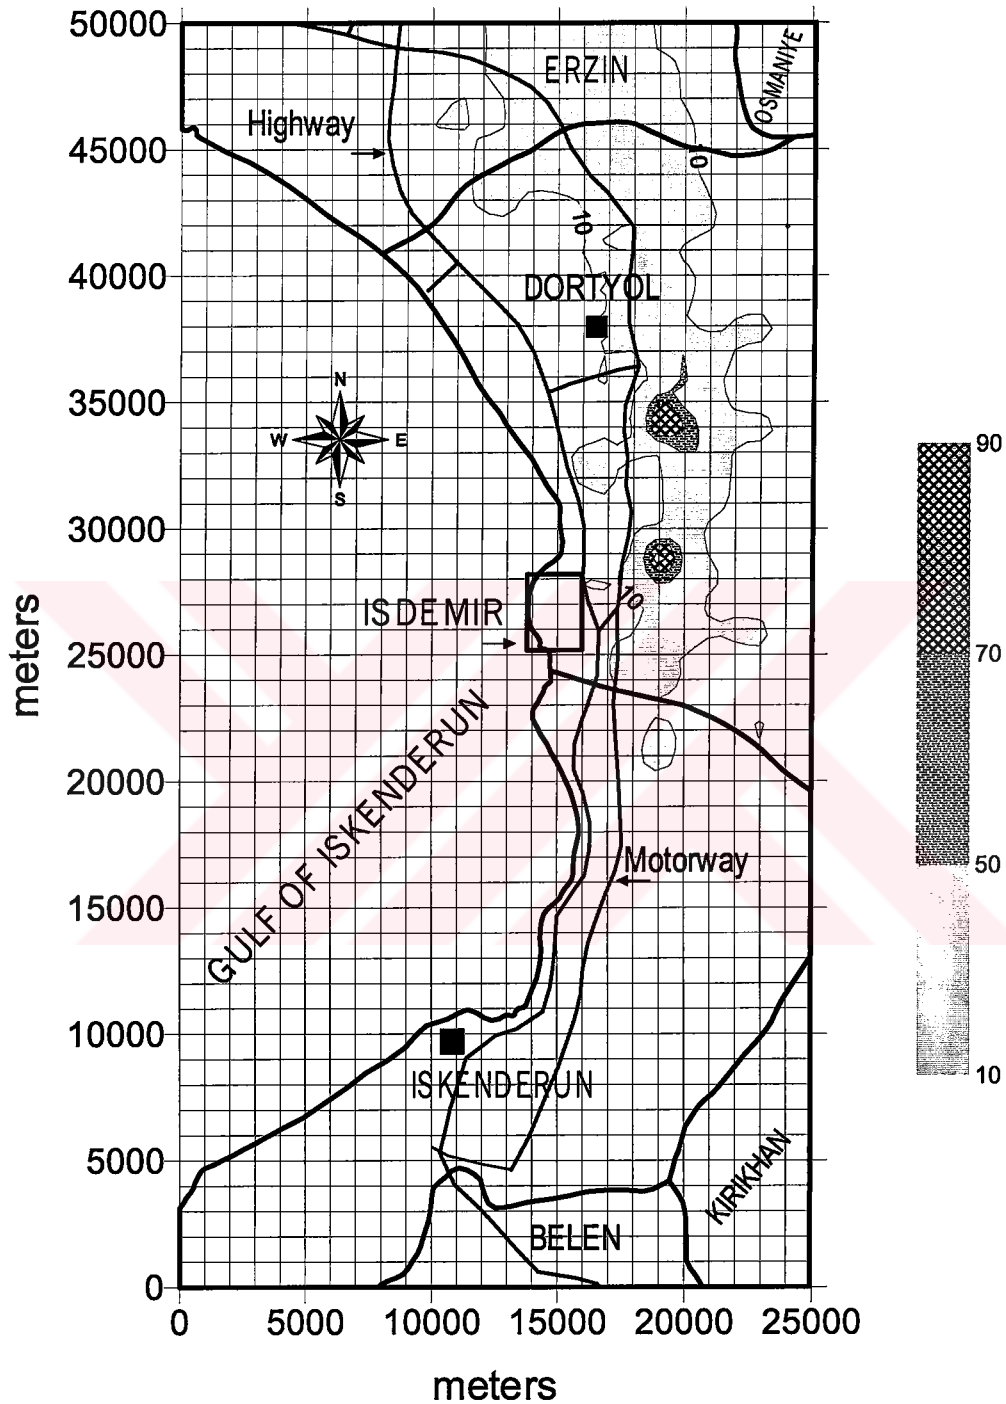 50000
ERZIN
OSMANIYE
Highway
45000
10
10
40000
DORTYOL
N
35000
W
E
S
90
30000
ISDEMIR
10
meters
25000
70
GULF OF ISKENDERUN
20000
Motorway
50
15000
10000
ISKENDERUN
10
5000
KIRIKHAN
BELEN
0
0
5000
10000
15000
20000
25000
meters